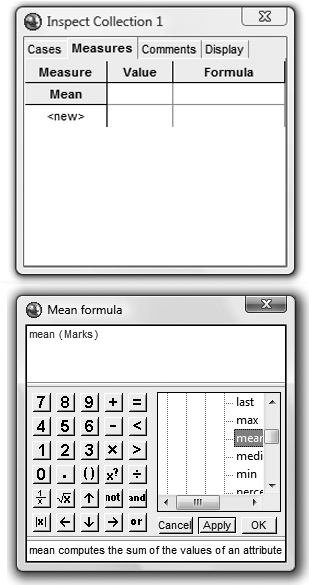 Inspect Collection 1
Cases Measures Comments Display
Measure Value Formula
Mean
<new>
Mean formula
mean (Marks)
7 8 9 + =
4 5 6 - <
1 2 3 × >
0 . () x? ÷
1/x √x ↑ not and
|x| ← ↓ → or
last
max
mear
medi
min
perce
Cancel Apply OK
mean computes the sum of the values of an attribute